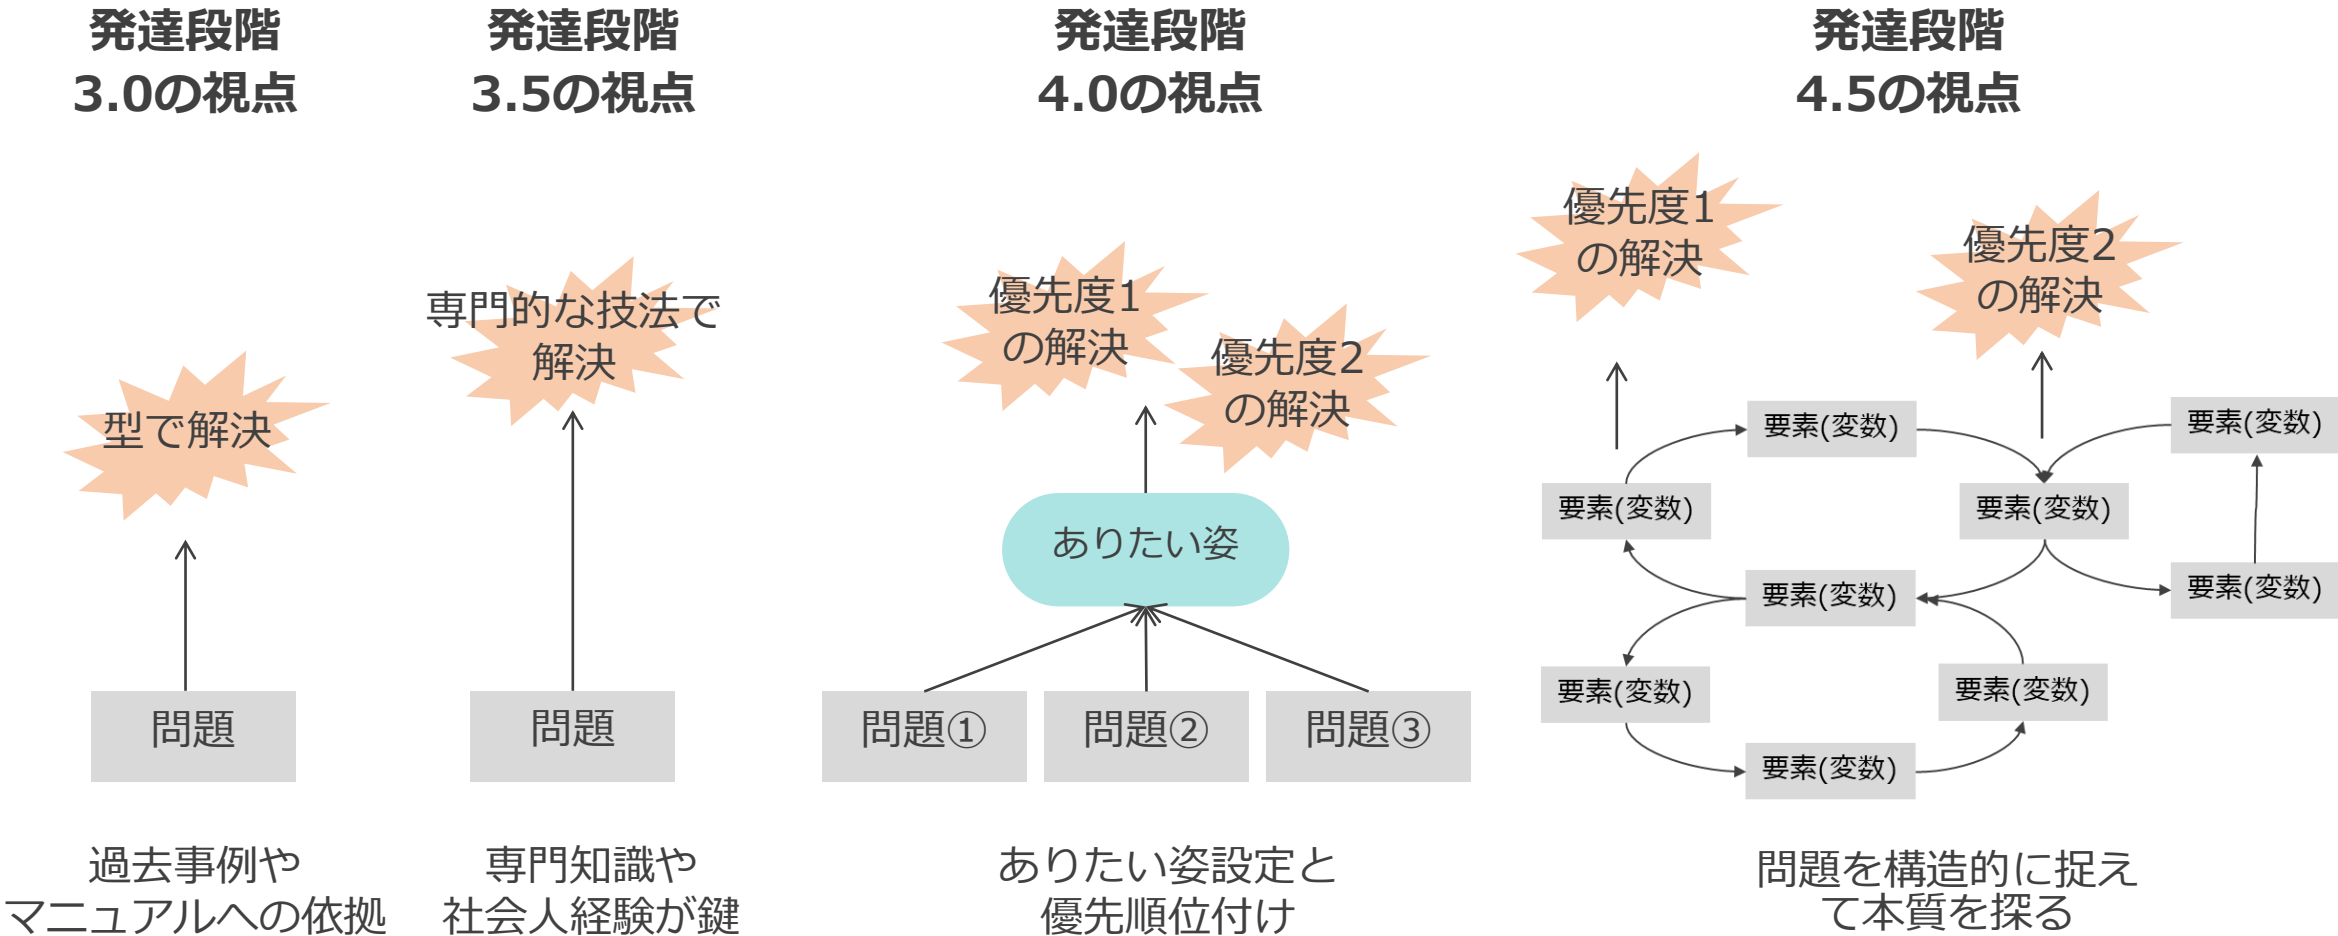 発達段階
3.0の視点
型で解決
問題
過去事例や
マニュアルへの依拠
発達段階
3.5の視点
専門的な技法で
解決
問題
専門知識や
社会人経験が鍵
発達段階
4.0の視点
優先度1
の解決
優先度2
の解決
ありたい姿
問題①
問題②
問題③
ありたい姿設定と
優先順位付け
発達段階
4.5の視点
優先度1
の解決
優先度2
の解決
要素(変数)
要素(変数)
要素(変数)
要素(変数)
要素(変数)
要素(変数)
要素(変数)
要素(変数)
要素(変数)
問題を構造的に捉え
て本質を探る